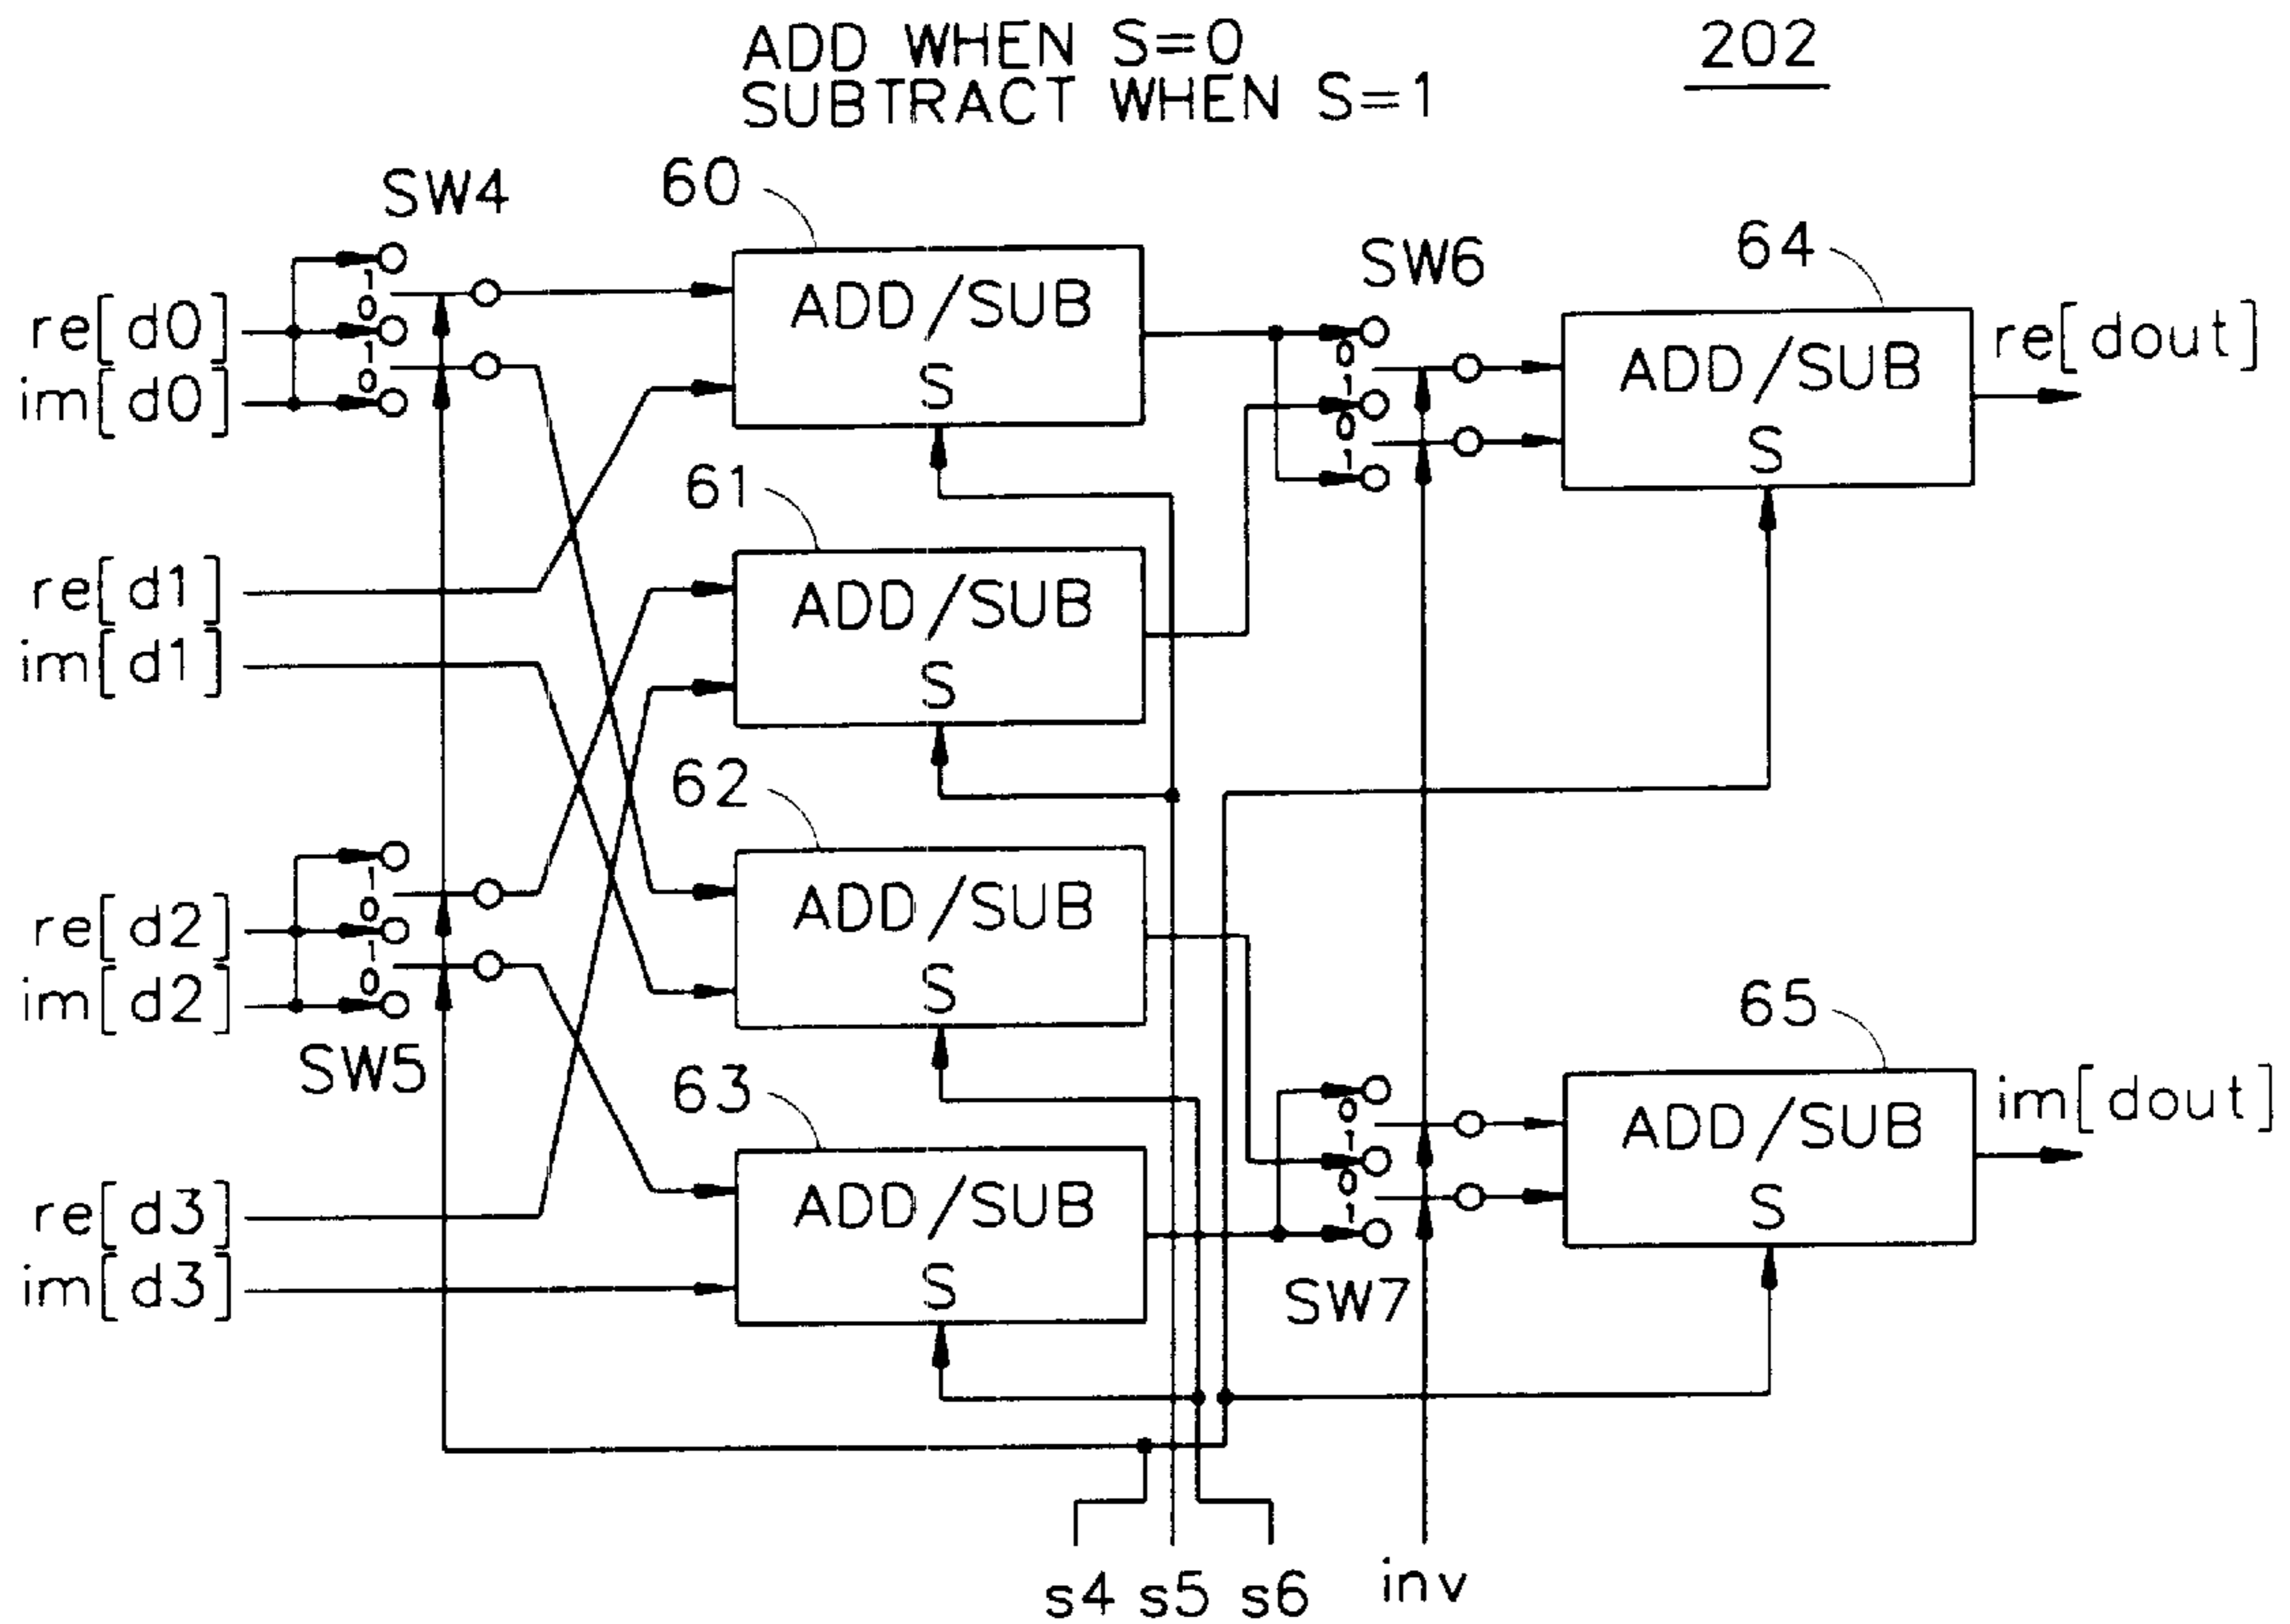 ADD WHEN S=0
SUBTRACT WHEN S=1
202
SW4
60
SW6
64
re[d0]
im[d0]
1
0
1
0
ADD/SUB
S
0
1
0
1
ADD/SUB
S
re[dout]
61
re[d1]
im[d1]
ADD/SUB
S
62
re[d2]
im[d2]
1
0
1
0
SW5
ADD/SUB
S
65
63
re[d3]
im[d3]
ADD/SUB
S
0
1
0
1
SW7
ADD/SUB
S
im[dout]
s4 s5 s6 inv